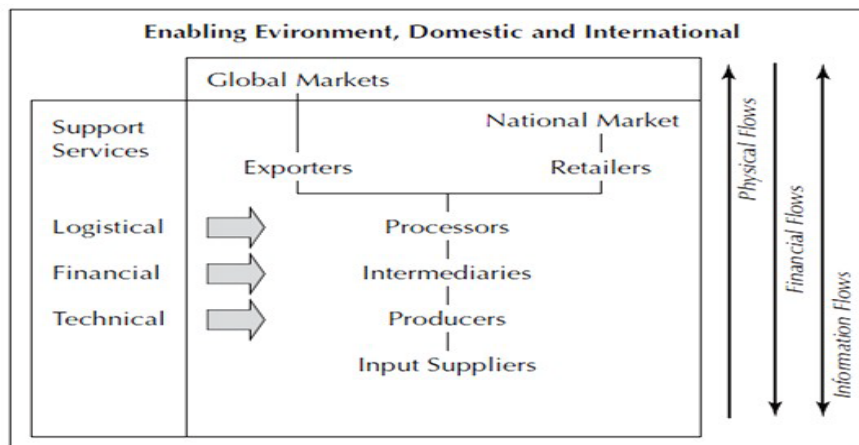 Enabling Evironment, Domestic and International
Global Markets
Support
Services
National Market
Exporters
Retailers
Logistical
Processors
Financial
Intermediaries
Technical
Producers
Input Suppliers
Physical Flows
Financial Flows
Information Flows